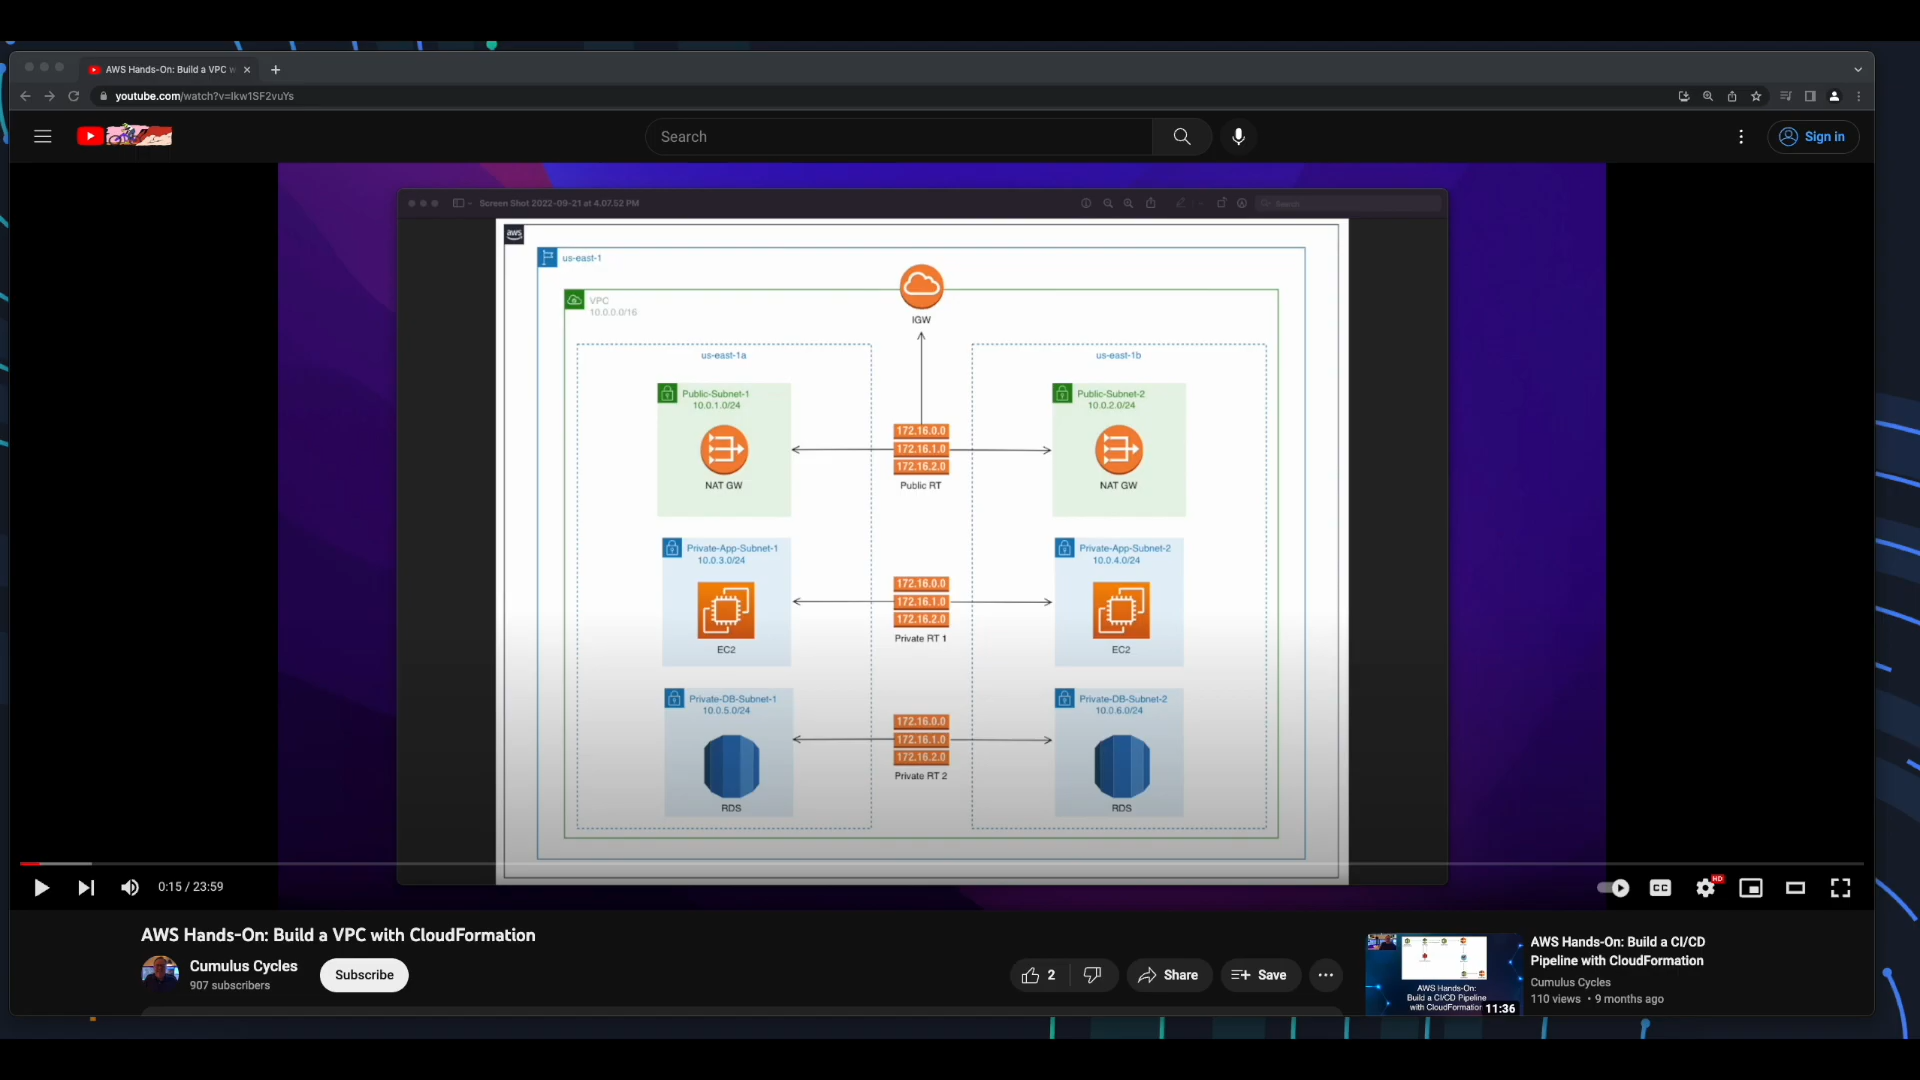 AWS Hands-On: Build a VPC w
youtube.com/watch?v=Ikw1SF2vuYs
Search
Sign in
Screen Shot 2022-09-21 at 4.07.52 PM
Search
aws
us-east-1
VPC
10.0.0.0/16
IGW
us-east-1a
us-east-1b
Public-Subnet-1
10.0.1.0/24
NAT GW
172.16.0.0
172.16.1.0
172.16.2.0
Public RT
Public-Subnet-2
10.0.2.0/24
NAT GW
Private-App-Subnet-1
10.0.3.0/24
EC2
172.16.0.0
172.16.1.0
172.16.2.0
Private RT 1
Private-App-Subnet-2
10.0.4.0/24
EC2
Private-DB-Subnet-1
10.0.5.0/24
RDS
172.16.0.0
172.16.1.0
172.16.2.0
Private RT 2
Private-DB-Subnet-2
10.0.6.0/24
RDS
0:15 / 23:59
CC
HD
AWS Hands-On: Build a VPC with CloudFormation
Cumulus Cycles
907 subscribers
Subscribe
2
Share
Save
AWS Hands-On:
Build a CI/CD Pipeline
with CloudFormation
11:36
AWS Hands-On: Build a CI/CD
Pipeline with CloudFormation
Cumulus Cycles
110 views • 9 months ago